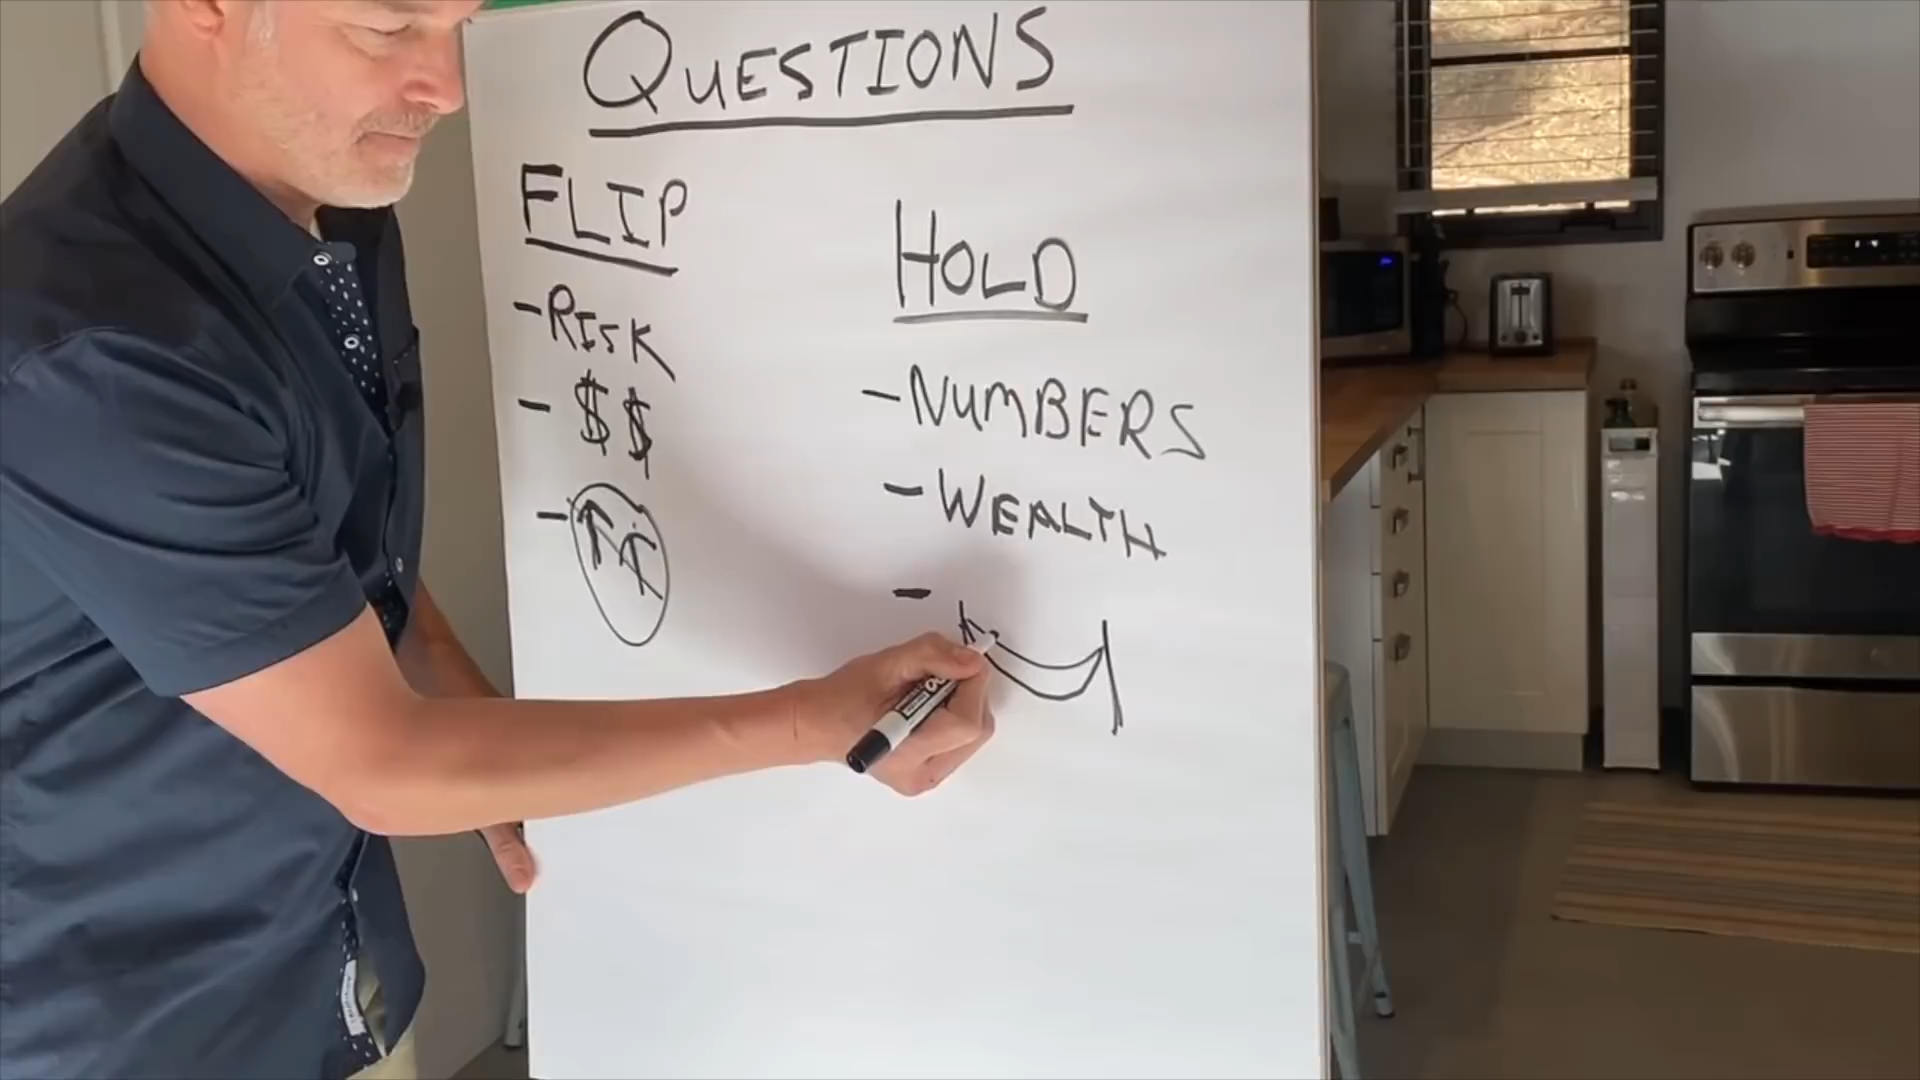 QUESTIONS
FLIP
-RISK
- $$
-
HOLD
-NUMBERS
-WEALTH
-